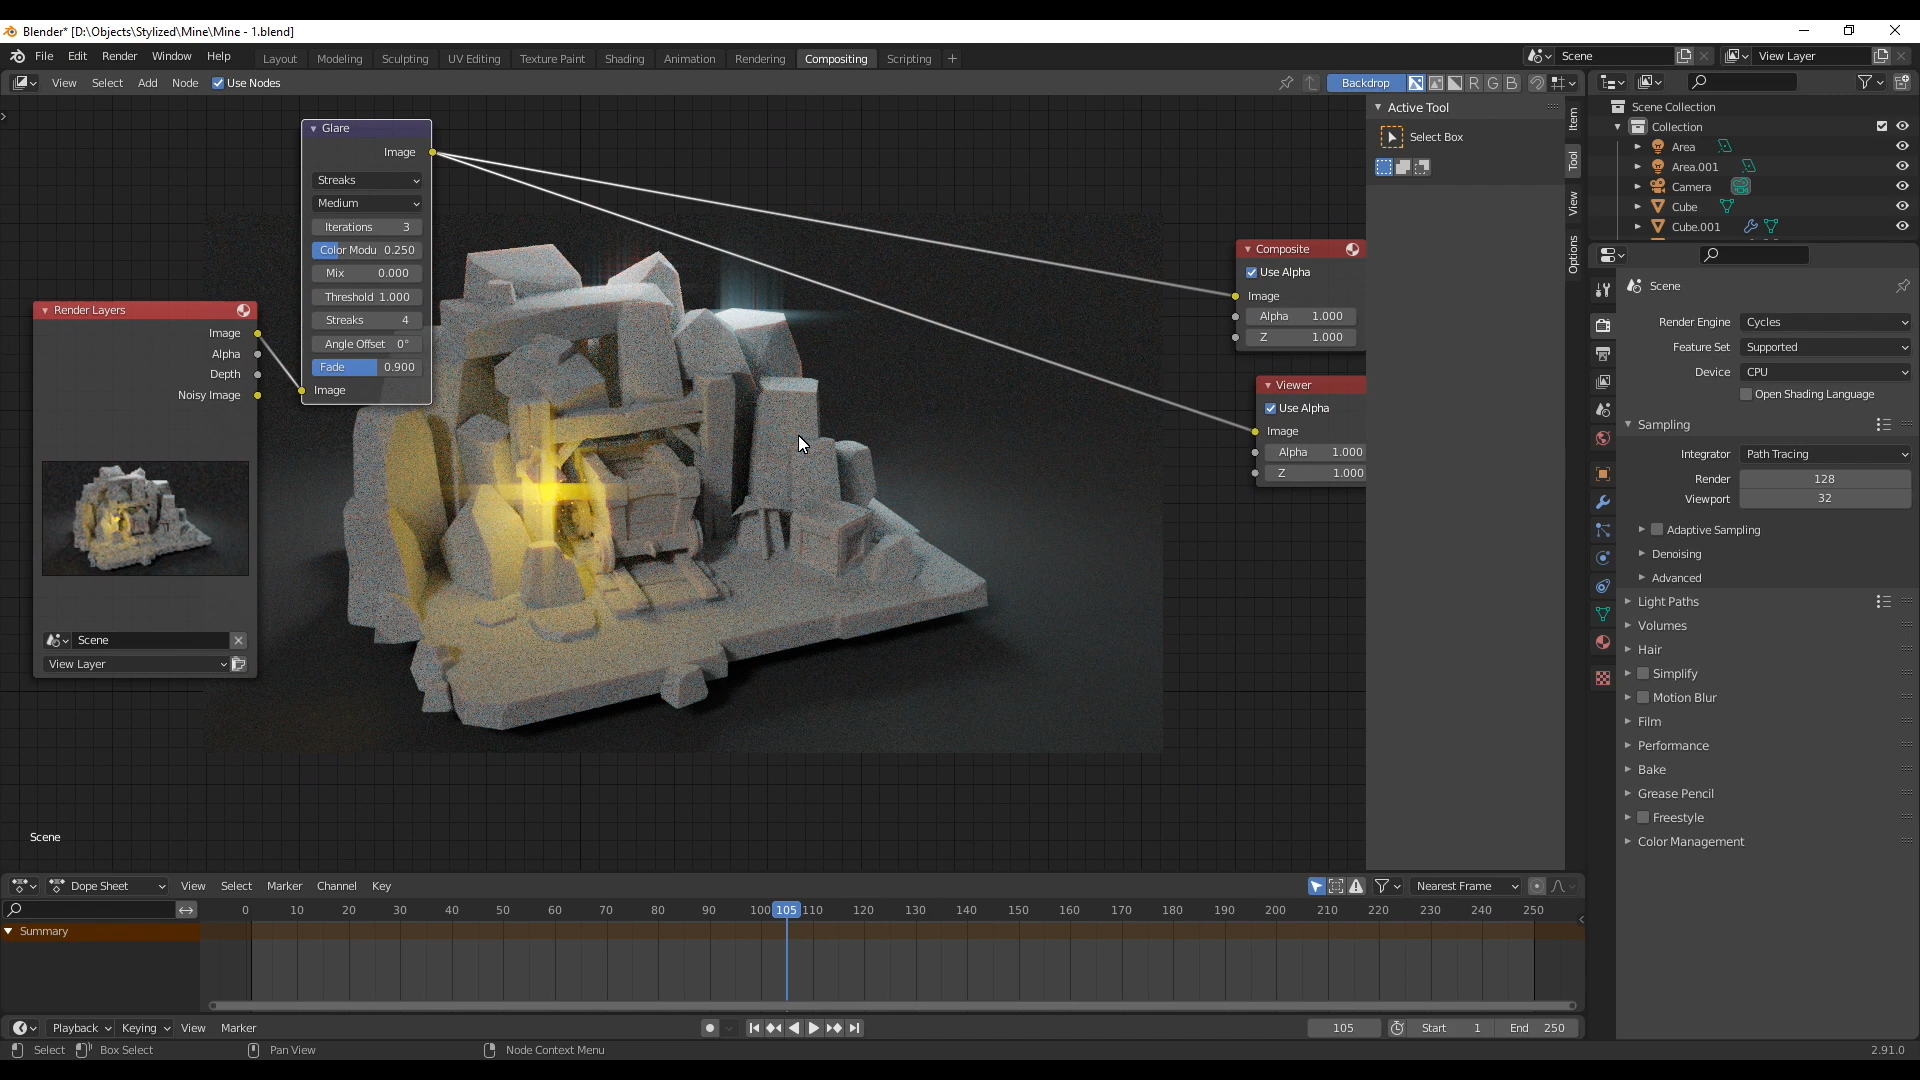 Blender* [D:\Objects\Stylized\Mine\Mine - 1.blend]
File Edit Render Window Help
Layout Modeling Sculpting UV Editing Texture Paint Shading Animation Rendering Compositing Scripting +
Scene
View Layer
View Select Add Node Use Nodes
Backdrop
R G B
Active Tool
Select Box
Item
Tool
View
Options
Glare
Image
Streaks
Medium
Iterations 3
Color Modu 0.250
Mix 0.000
Threshold 1.000
Streaks 4
Angle Offset 0°
Fade 0.900
Image
Render Layers
Image
Alpha
Depth
Noisy Image
Scene
View Layer
Composite
Use Alpha
Image
Alpha 1.000
Z 1.000
Viewer
Use Alpha
Image
Alpha 1.000
Z 1.000
Scene
Scene Collection
Collection
Area
Area.001
Camera
Cube
Cube.001
Scene
Render Engine Cycles
Feature Set Supported
Device CPU
Open Shading Language
Sampling
Integrator Path Tracing
Render 128
Viewport 32
Adaptive Sampling
Denoising
Advanced
Light Paths
Volumes
Hair
Simplify
Motion Blur
Film
Performance
Bake
Grease Pencil
Freestyle
Color Management
Dope Sheet View Select Marker Channel Key
Nearest Frame
0 10 20 30 40 50 60 70 80 90 100 105 110 120 130 140 150 160 170 180 190 200 210 220 230 240 250
Summary
Playback Keying View Marker
105 Start 1 End 250
Select Box Select Pan View Node Context Menu
2.91.0